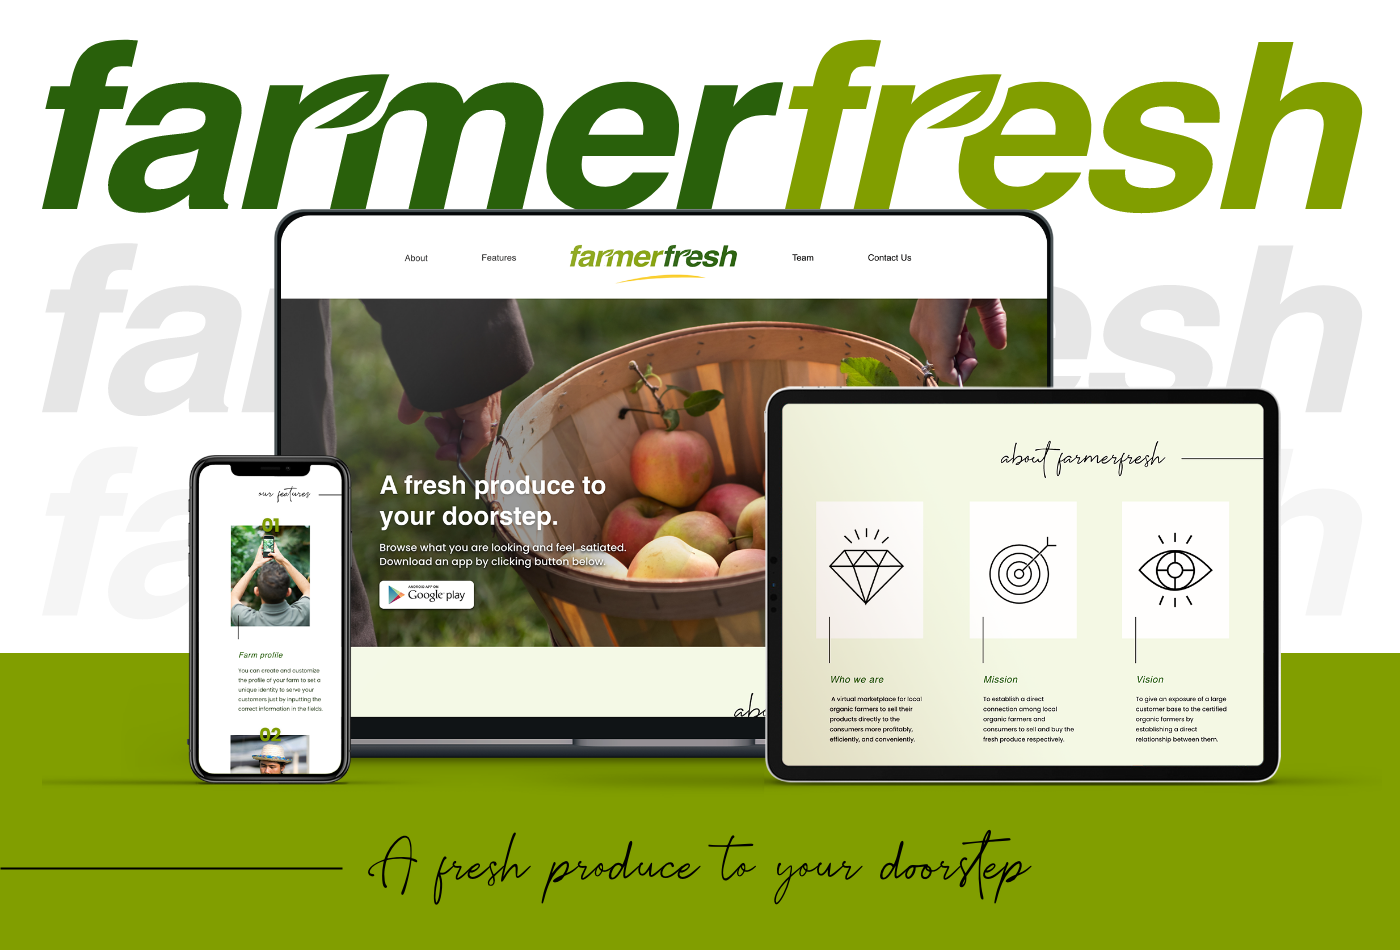 farmerfresh
fa esh
fa h
About
Features
farmerfresh
Team
Contact Us
A fresh produce to
your doorstep.
Browse what you are looking and feel satiated.
Download an app by clicking button below.
ANDROID APP ON
Google play
our features
01
Farm profile
You can create and customize
the profile of your farm to set a
unique identity to serve your
customers just by inputting the
correct information in the fields.
02
about farmerfresh
Who we are
A virtual marketplace for local
organic farmers to sell their
products directly to the
consumers more profitably,
efficiently, and conveniently.
Mission
To establish a direct
connection among local
organic farmers and
consumers to sell and buy the
fresh produce respectively.
Vision
To give an exposure of a large
customer base to the certified
organic farmers by
establishing a direct
relationship between them.
abo
A fresh produce to your doorstep